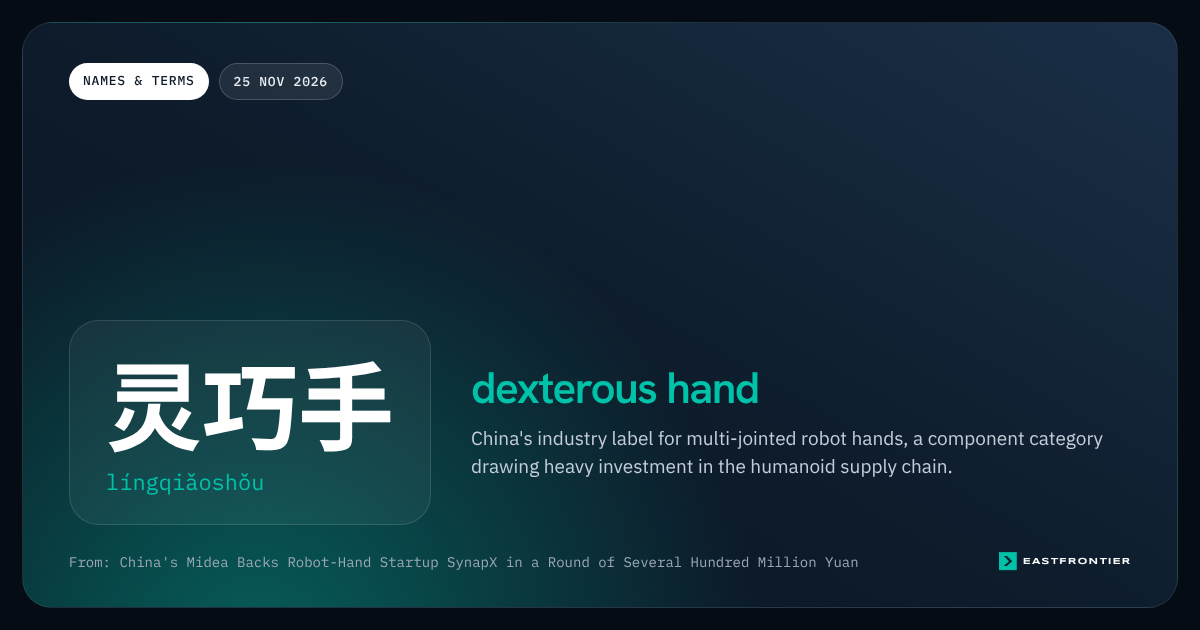 NAMES & TERMS
25 NOV 2026
灵巧手
língqiǎoshǒu
dexterous hand
China's industry label for multi-jointed robot hands, a component category
drawing heavy investment in the humanoid supply chain.
From: China's Midea Backs Robot-Hand Startup SynapX in a Round of Several Hundred Million Yuan
EASTFRONTIER